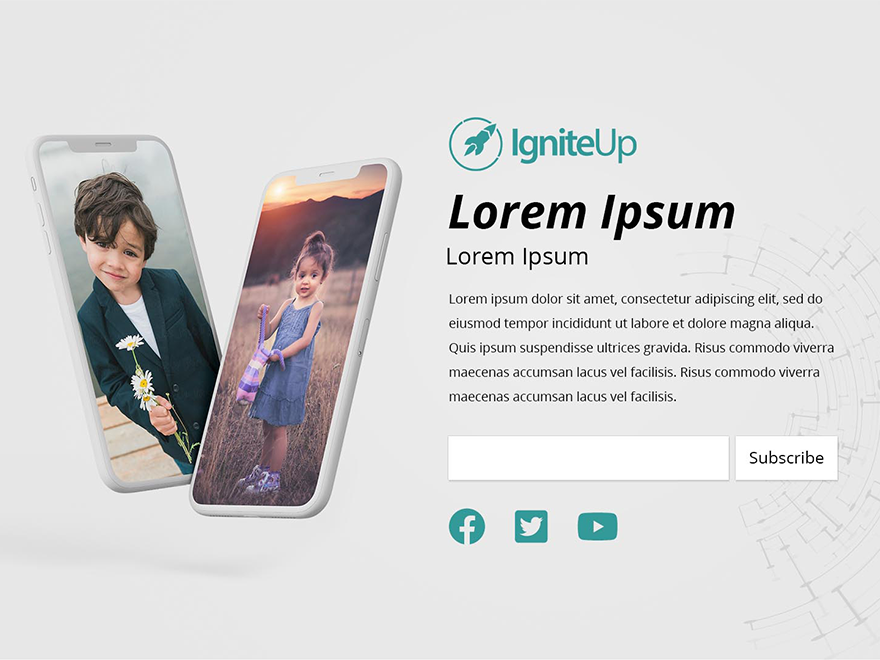 IgniteUp
Lorem Ipsum
Lorem Ipsum
Lorem ipsum dolor sit amet, consectetur adipiscing elit, sed do
eiusmod tempor incididunt ut labore et dolore magna aliqua.
Quis ipsum suspendisse ultrices gravida. Risus commodo viverra
maecenas accumsan lacus vel facilisis. Risus commodo viverra
maecenas accumsan lacus vel facilisis.
Subscribe